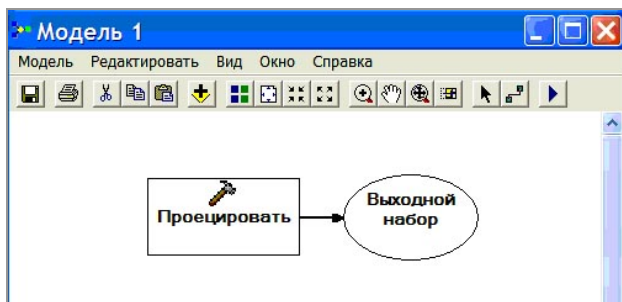 Модель 1
Модель Редактировать Вид Окно Справка
Проецировать
Выходной
набор